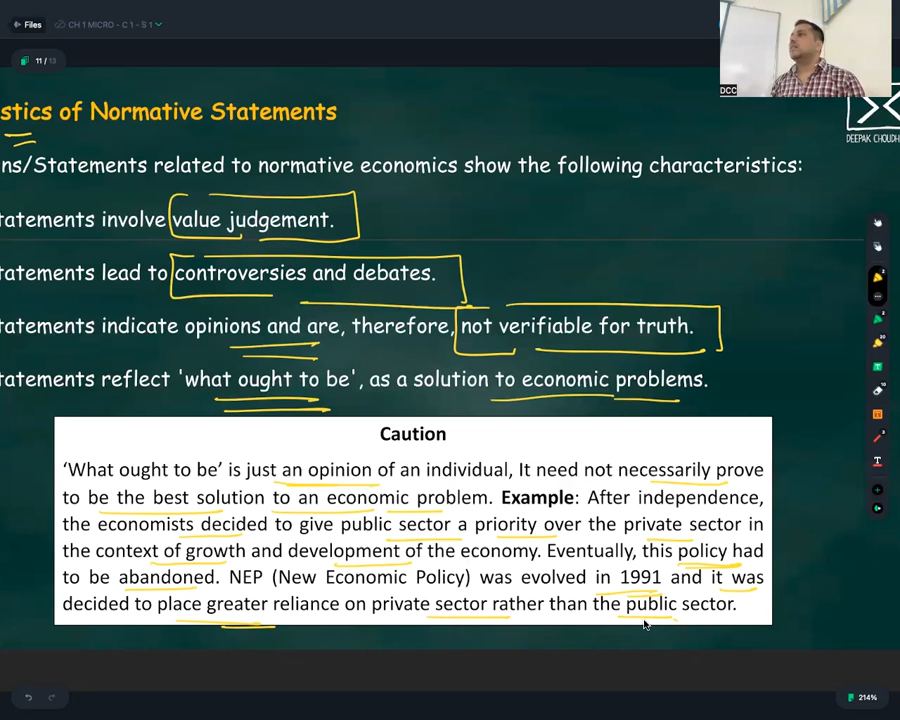 Files
CH 1 MICRO - C 1 - S 1
11 / 13
DCC
DEEPAK CHOUDH
stics of Normative Statements
ns/Statements related to normative economics show the following characteristics:
tatements involve value judgement.
tatements lead to controversies and debates.
tatements indicate opinions and are, therefore, not verifiable for truth.
tatements reflect 'what ought to be', as a solution to economic problems.
Caution
‘What ought to be’ is just an opinion of an individual, It need not necessarily prove
to be the best solution to an economic problem. Example: After independence,
the economists decided to give public sector a priority over the private sector in
the context of growth and development of the economy. Eventually, this policy had
to be abandoned. NEP (New Economic Policy) was evolved in 1991 and it was
decided to place greater reliance on private sector rather than the public sector.
214%